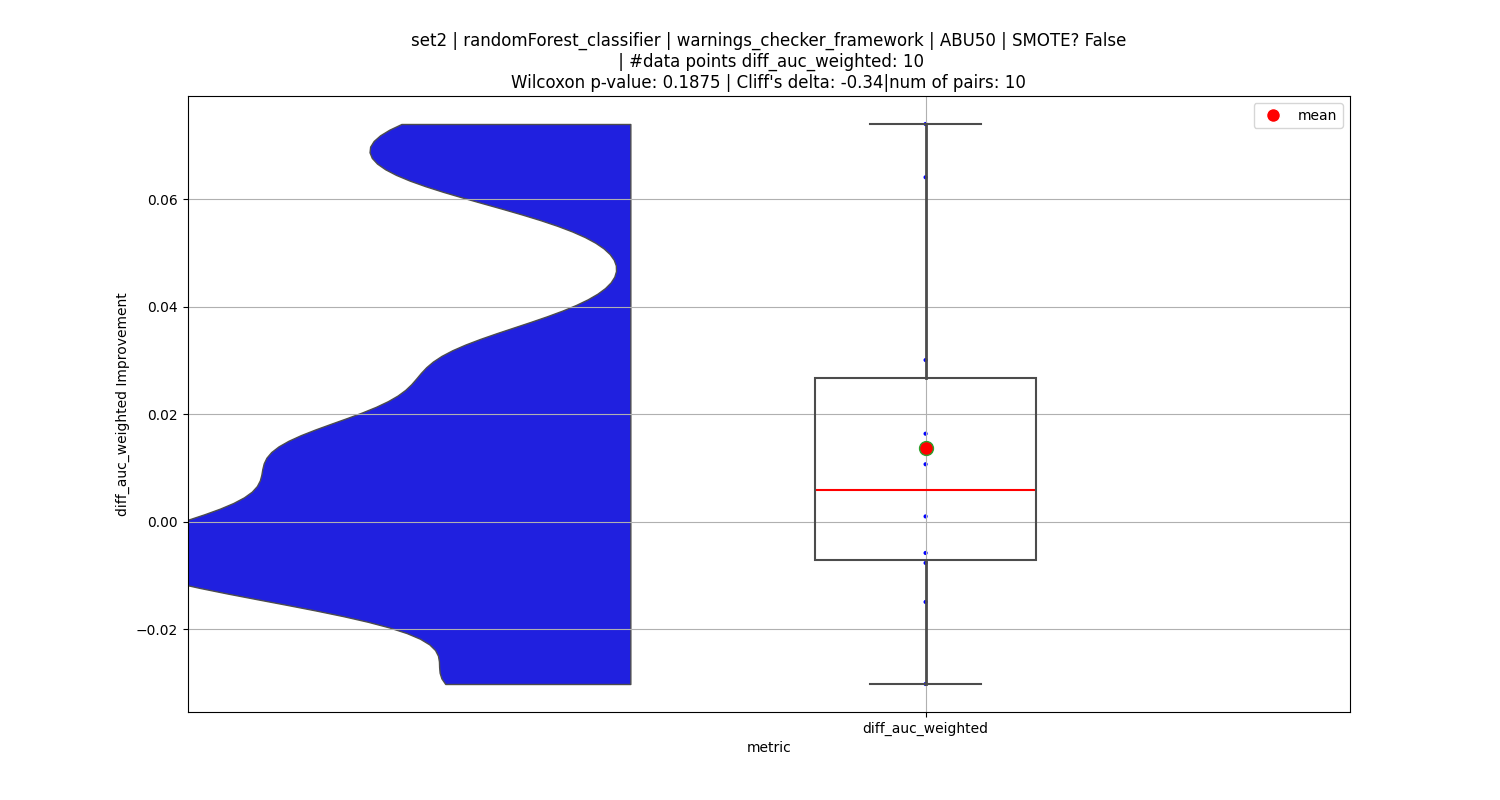 set2 | randomForest_classifier | warnings_checker_framework | ABU50 | SMOTE? False
| #data points diff_auc_weighted: 10
Wilcoxon p-value: 0.1875 | Cliff's delta: -0.34|num of pairs: 10
mean
0.06
0.04
0.02
0.00
−0.02
diff_auc_weighted Improvement
diff_auc_weighted
metric